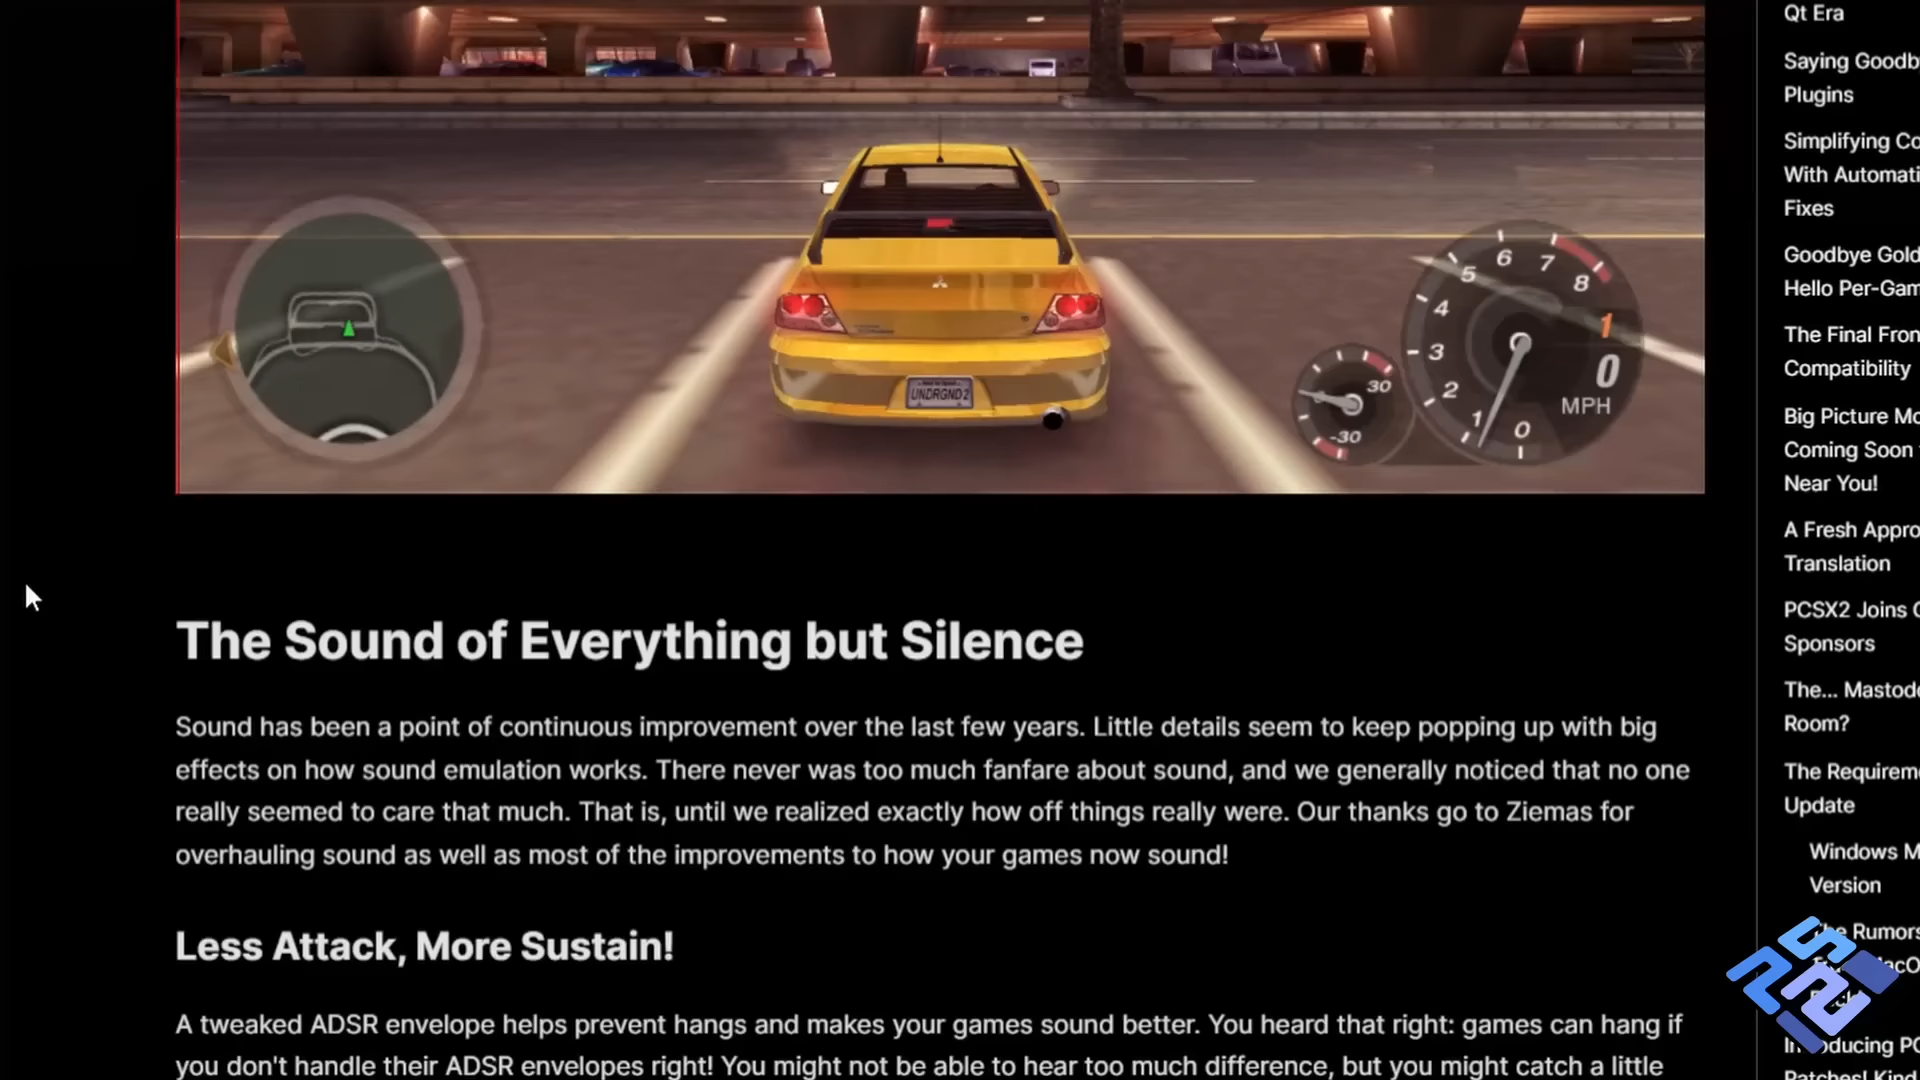 UNDRGND2
30
-30
0
1
2
3
4
5
6
7
8
1
0
MPH
The Sound of Everything but Silence
Sound has been a point of continuous improvement over the last few years. Little details seem to keep popping up with big
effects on how sound emulation works. There never was too much fanfare about sound, and we generally noticed that no one
really seemed to care that much. That is, until we realized exactly how off things really were. Our thanks go to Ziemas for
overhauling sound as well as most of the improvements to how your games now sound!
Less Attack, More Sustain!
A tweaked ADSR envelope helps prevent hangs and makes your games sound better. You heard that right: games can hang if
you don't handle their ADSR envelopes right! You might not be able to hear too much difference, but you might catch a little
Qt Era
Saying Goodb
Plugins
Simplifying Co
With Automati
Fixes
Goodbye Gold
Hello Per-Gam
The Final Fron
Compatibility
Big Picture Mo
Coming Soon
Near You!
A Fresh Appro
Translation
PCSX2 Joins
Sponsors
The... Mastod
Room?
The Requirem
Update
Windows M
Version
The Rumors
acO
Introducing PC
Patches! Kind